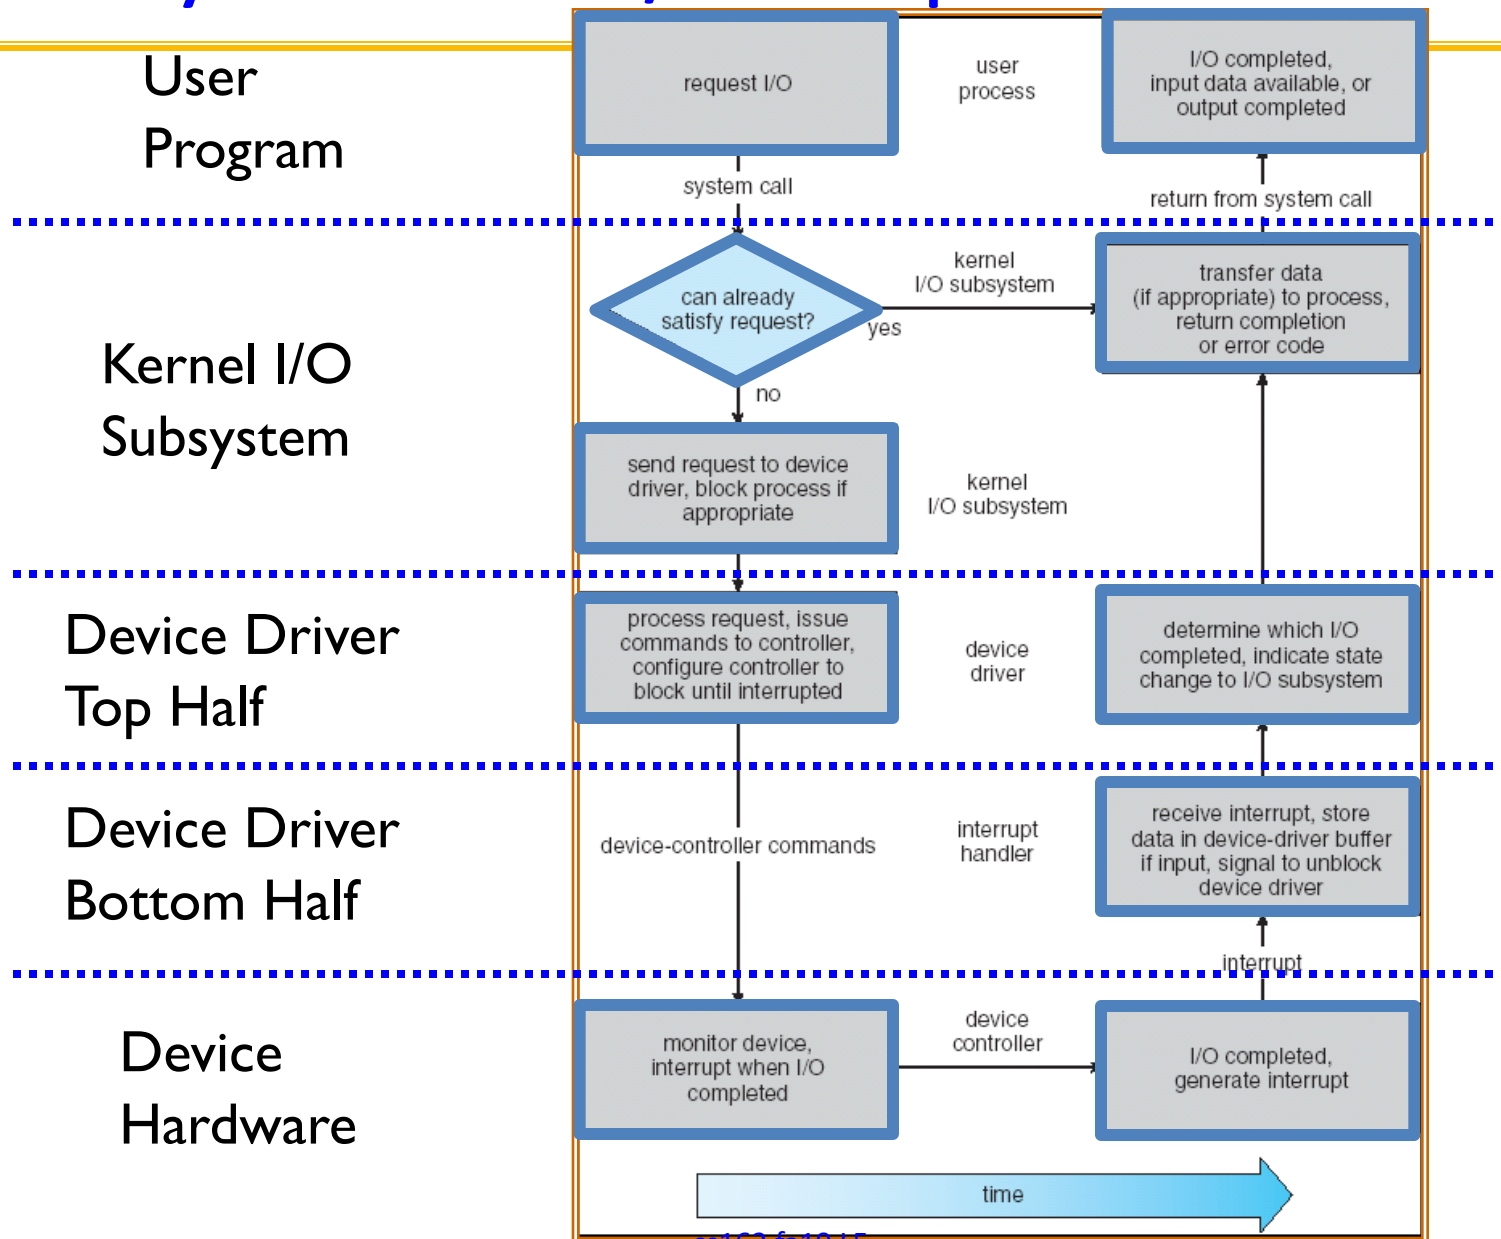 User
Program
request I/O
user
process
I/O completed,
input data available, or
output completed
system call
return from system call
Kernel I/O
Subsystem
can already
satisfy request?
kernel
I/O subsystem
yes
transfer data
(if appropriate) to process,
return completion
or error code
no
send request to device
driver, block process if
appropriate
kernel
I/O subsystem
Device Driver
Top Half
process request, issue
commands to controller,
configure controller to
block until interrupted
device
driver
determine which I/O
completed, indicate state
change to I/O subsystem
Device Driver
Bottom Half
device-controller commands
interrupt
handler
receive interrupt, store
data in device-driver buffer
if input, signal to unblock
device driver
interrupt
Device
Hardware
monitor device,
interrupt when I/O
completed
device
controller
I/O completed,
generate interrupt
time